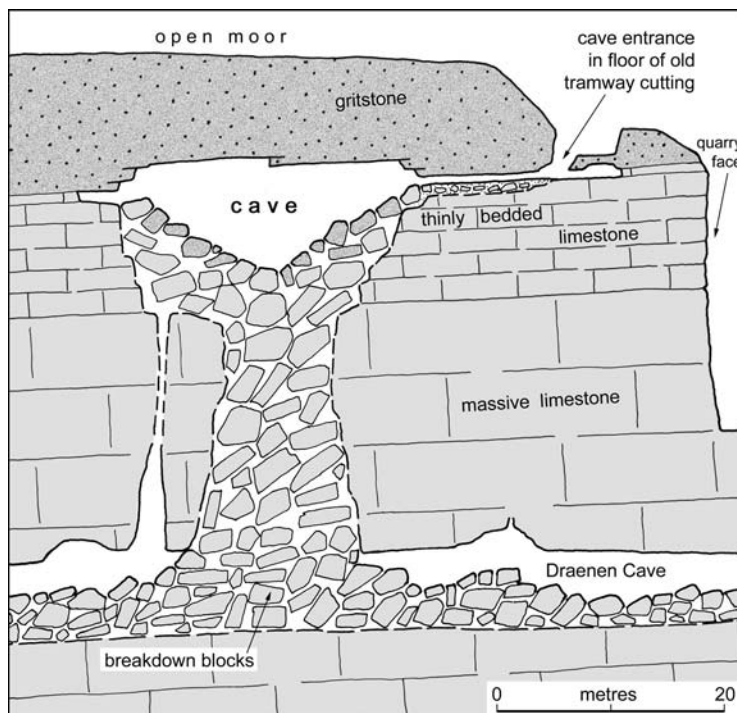 open moor
cave entrance
in floor of old
tramway cutting
gritstone
quarry
face
cave
thinly bedded
limestone
massive limestone
Draenen Cave
breakdown blocks
0 metres 20